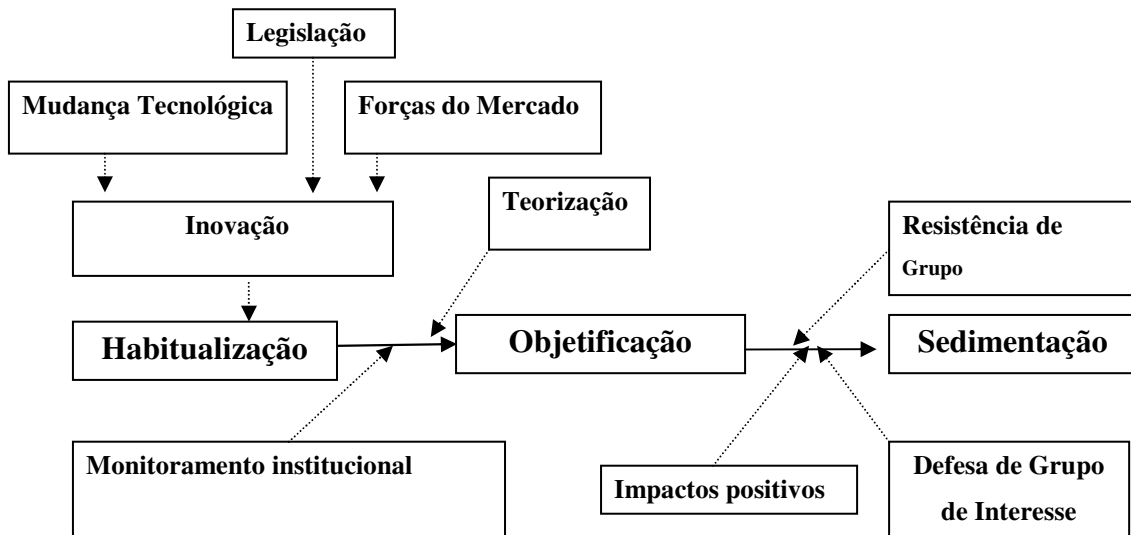 Legislação
Mudança Tecnológica
Forças do Mercado
Inovação
Teorização
Resistência de
Grupo
Habitualização
Objetificação
Sedimentação
Monitoramento institucional
Impactos positivos
Defesa de Grupo
de Interesse